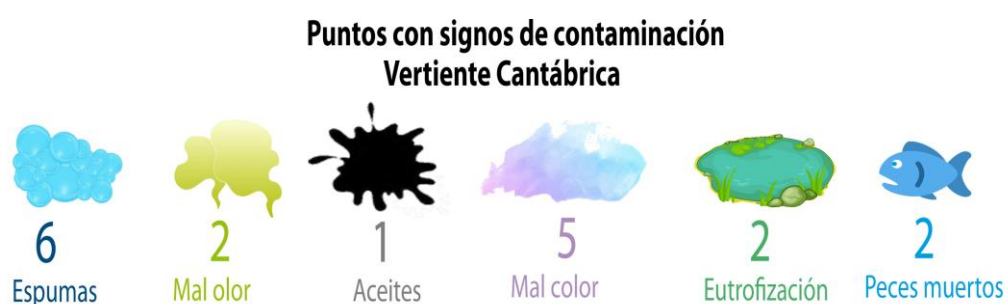 Puntos con signos de contaminación
Vertiente Cantábrica
6 2 1 5 2 2
Espumas Mal olor Aceites Mal color Eutrofización Peces muertos